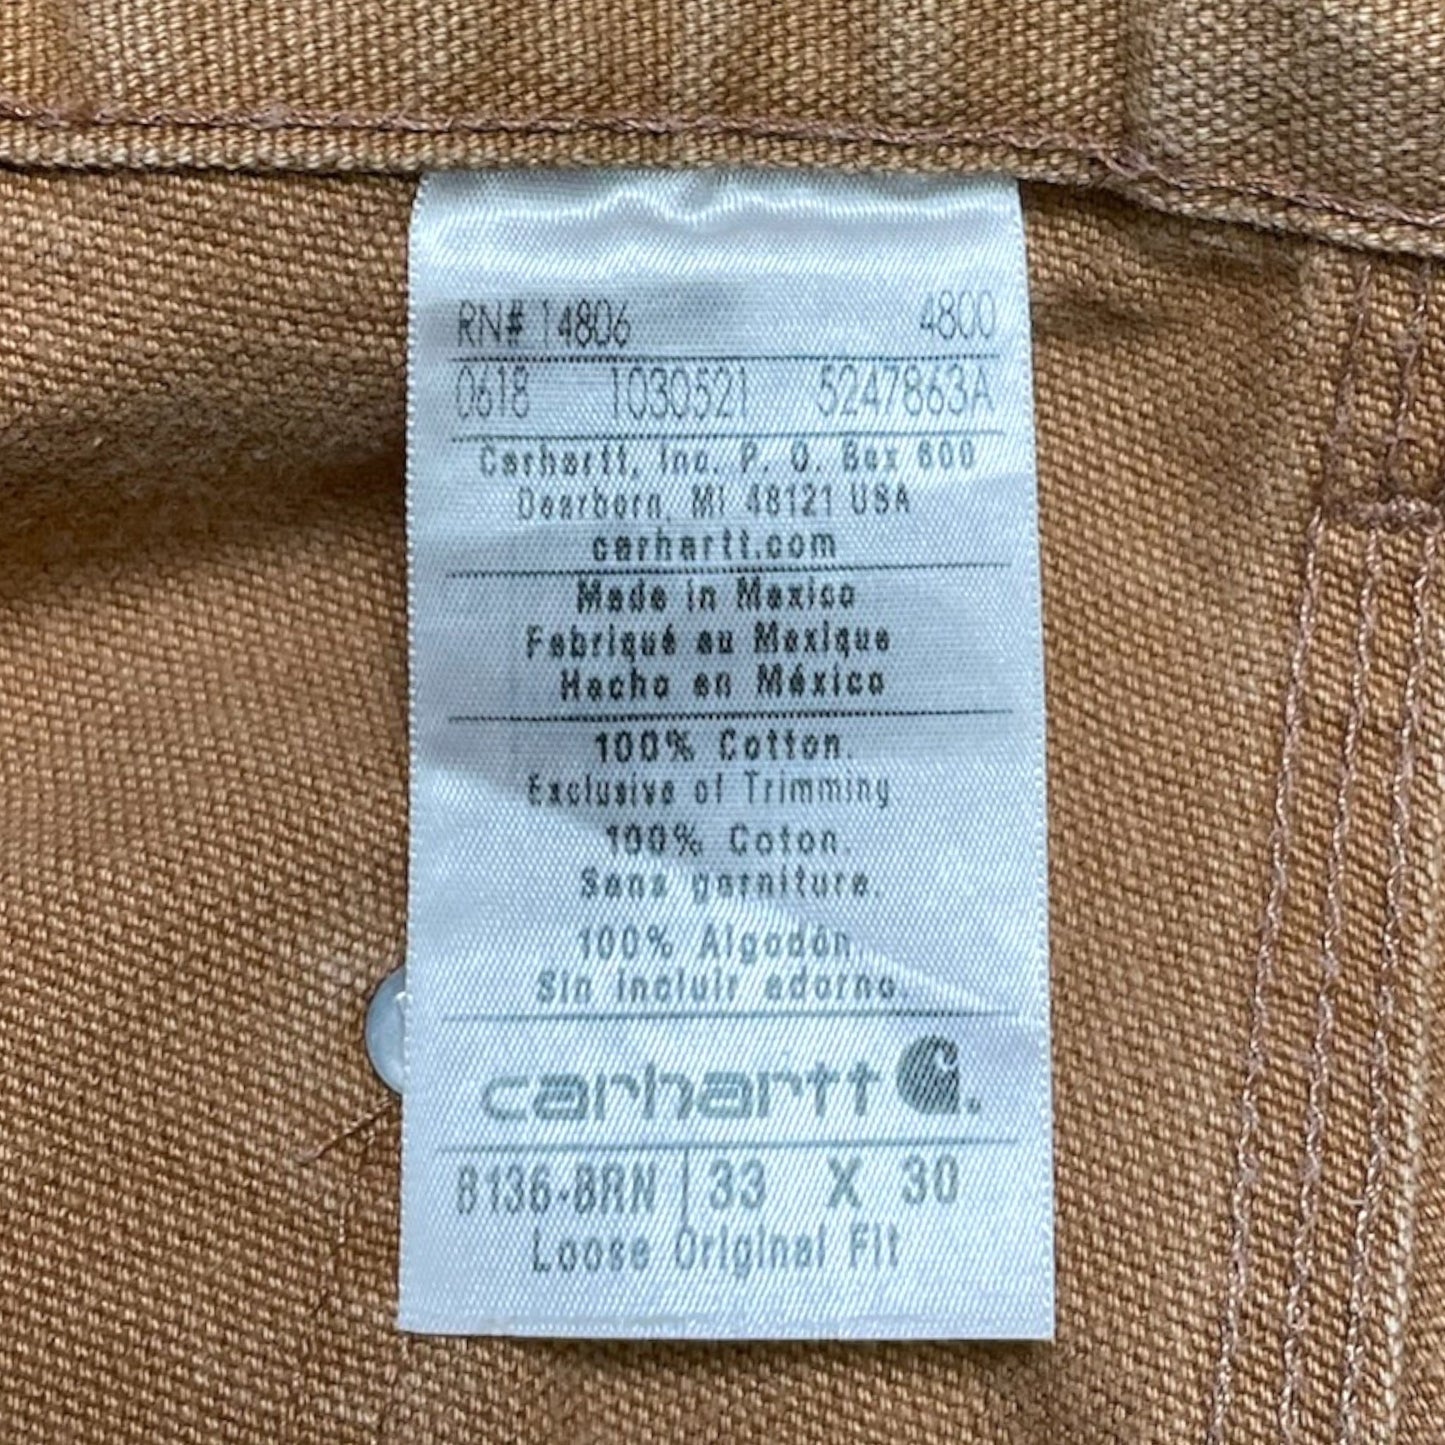 RN# 14806 4800
0618 1030521 5247863A
Carhartt, Inc. P. O. Box 600
Dearborn, MI 48121 USA
carhartt.com
Made in Mexico
Fabriqué au Mexique
Hecho en México
100% Cotton.
Exclusive of Trimming.
100% Coton.
Sans garniture.
100% Algodón.
Sin incluir adorno.
carhartt
B136-BRN | 33 X 30
Loose Original Fit